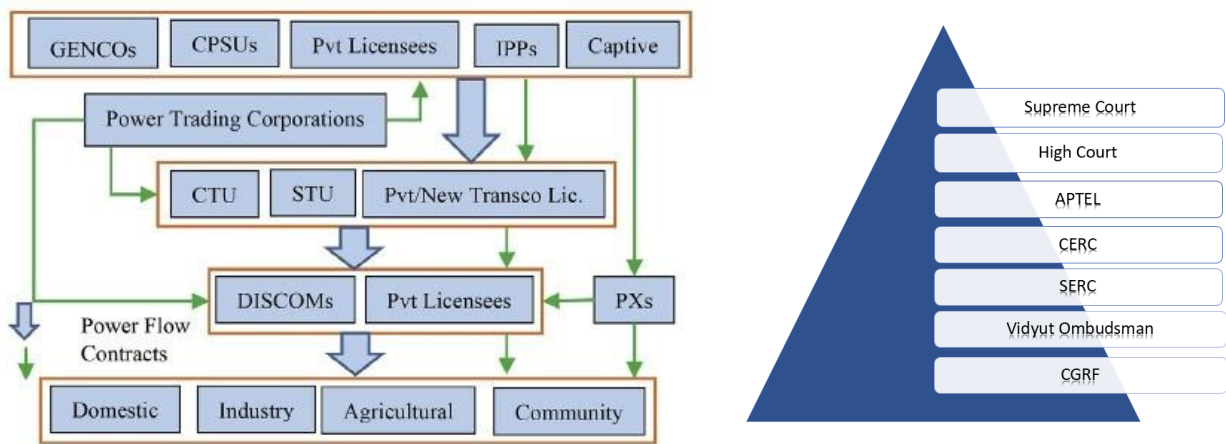 GENCOs
CPSUs
Pvt Licensees
IPPs
Captive
Power Trading Corporations
CTU
STU
Pvt/New Transco Lic.
DISCOMs
Pvt Licensees
PXs
Power Flow
Contracts
Domestic
Industry
Agricultural
Community
Supreme Court
High Court
APTEL
CERC
SERC
Vidyut Ombudsman
CGRF